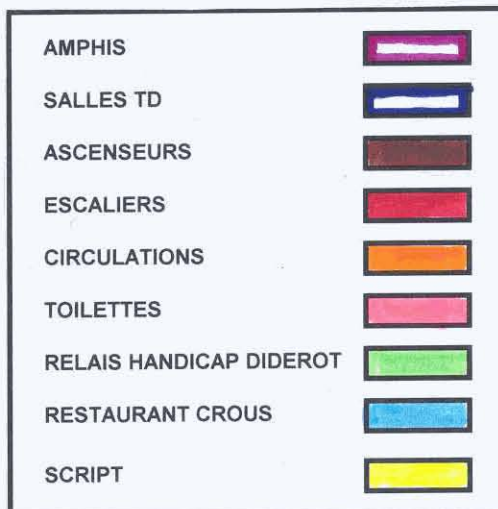 AMPHIS
SALLES TD
ASCENSEURS
ESCALIERS
CIRCULATIONS
TOILETTES
RELAIS HANDICAP DIDEROT
RESTAURANT CROUS
SCRIPT